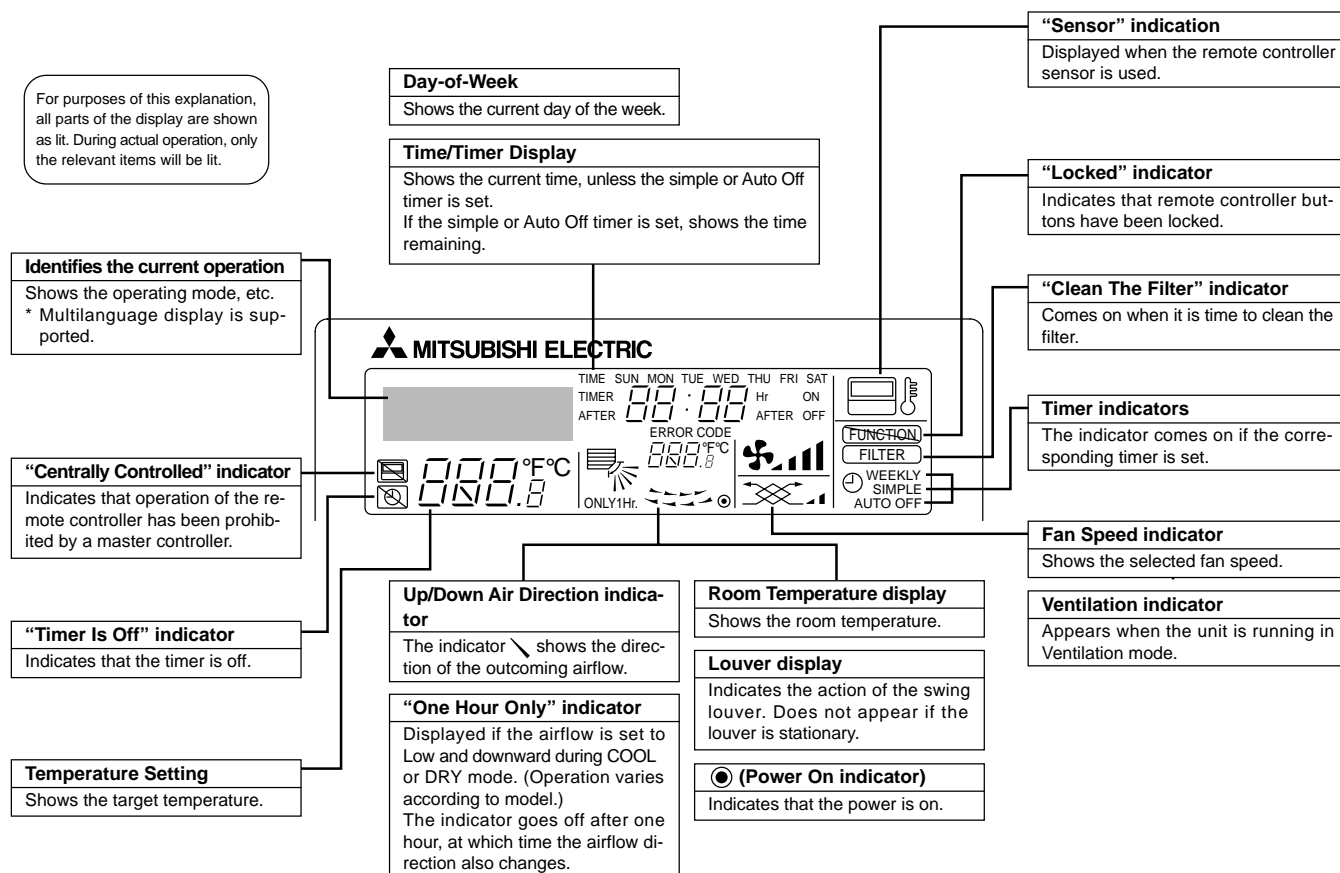 For purposes of this explanation,
all parts of the display are shown
as lit. During actual operation, only
the relevant items will be lit.
Identifies the current operation
Shows the operating mode, etc.
* Multilanguage display is sup-
ported.
"Centrally Controlled" indicator
Indicates that operation of the re-
mote controller has been prohib-
ited by a master controller.
"Timer Is Off" indicator
Indicates that the timer is off.
Temperature Setting
Shows the target temperature.
Day-of-Week
Shows the current day of the week.
Time/Timer Display
Shows the current time, unless the simple or Auto Off
timer is set.
If the simple or Auto Off timer is set, shows the time
remaining.
MITSUBISHI ELECTRIC
TIME SUN MON TUE WED THU FRI SAT
TIMER 88:88 Hr ON
AFTER AFTER OFF
ERROR CODE
888.8 °F°C
888.8 °F°C
ONLY1Hr.
FUNCTION
FILTER
WEEKLY
SIMPLE
AUTO OFF
Up/Down Air Direction indica-
tor
The indicator shows the direc-
tion of the outcoming airflow.
"One Hour Only" indicator
Displayed if the airflow is set to
Low and downward during COOL
or DRY mode. (Operation varies
according to model.)
The indicator goes off after one
hour, at which time the airflow di-
rection also changes.
Room Temperature display
Shows the room temperature.
Louver display
Indicates the action of the swing
louver. Does not appear if the
louver is stationary.
(Power On indicator)
Indicates that the power is on.
"Sensor" indication
Displayed when the remote controller
sensor is used.
"Locked" indicator
Indicates that remote controller but-
tons have been locked.
"Clean The Filter" indicator
Comes on when it is time to clean the
filter.
Timer indicators
The indicator comes on if the corre-
sponding timer is set.
Fan Speed indicator
Shows the selected fan speed.
Ventilation indicator
Appears when the unit is running in
Ventilation mode.